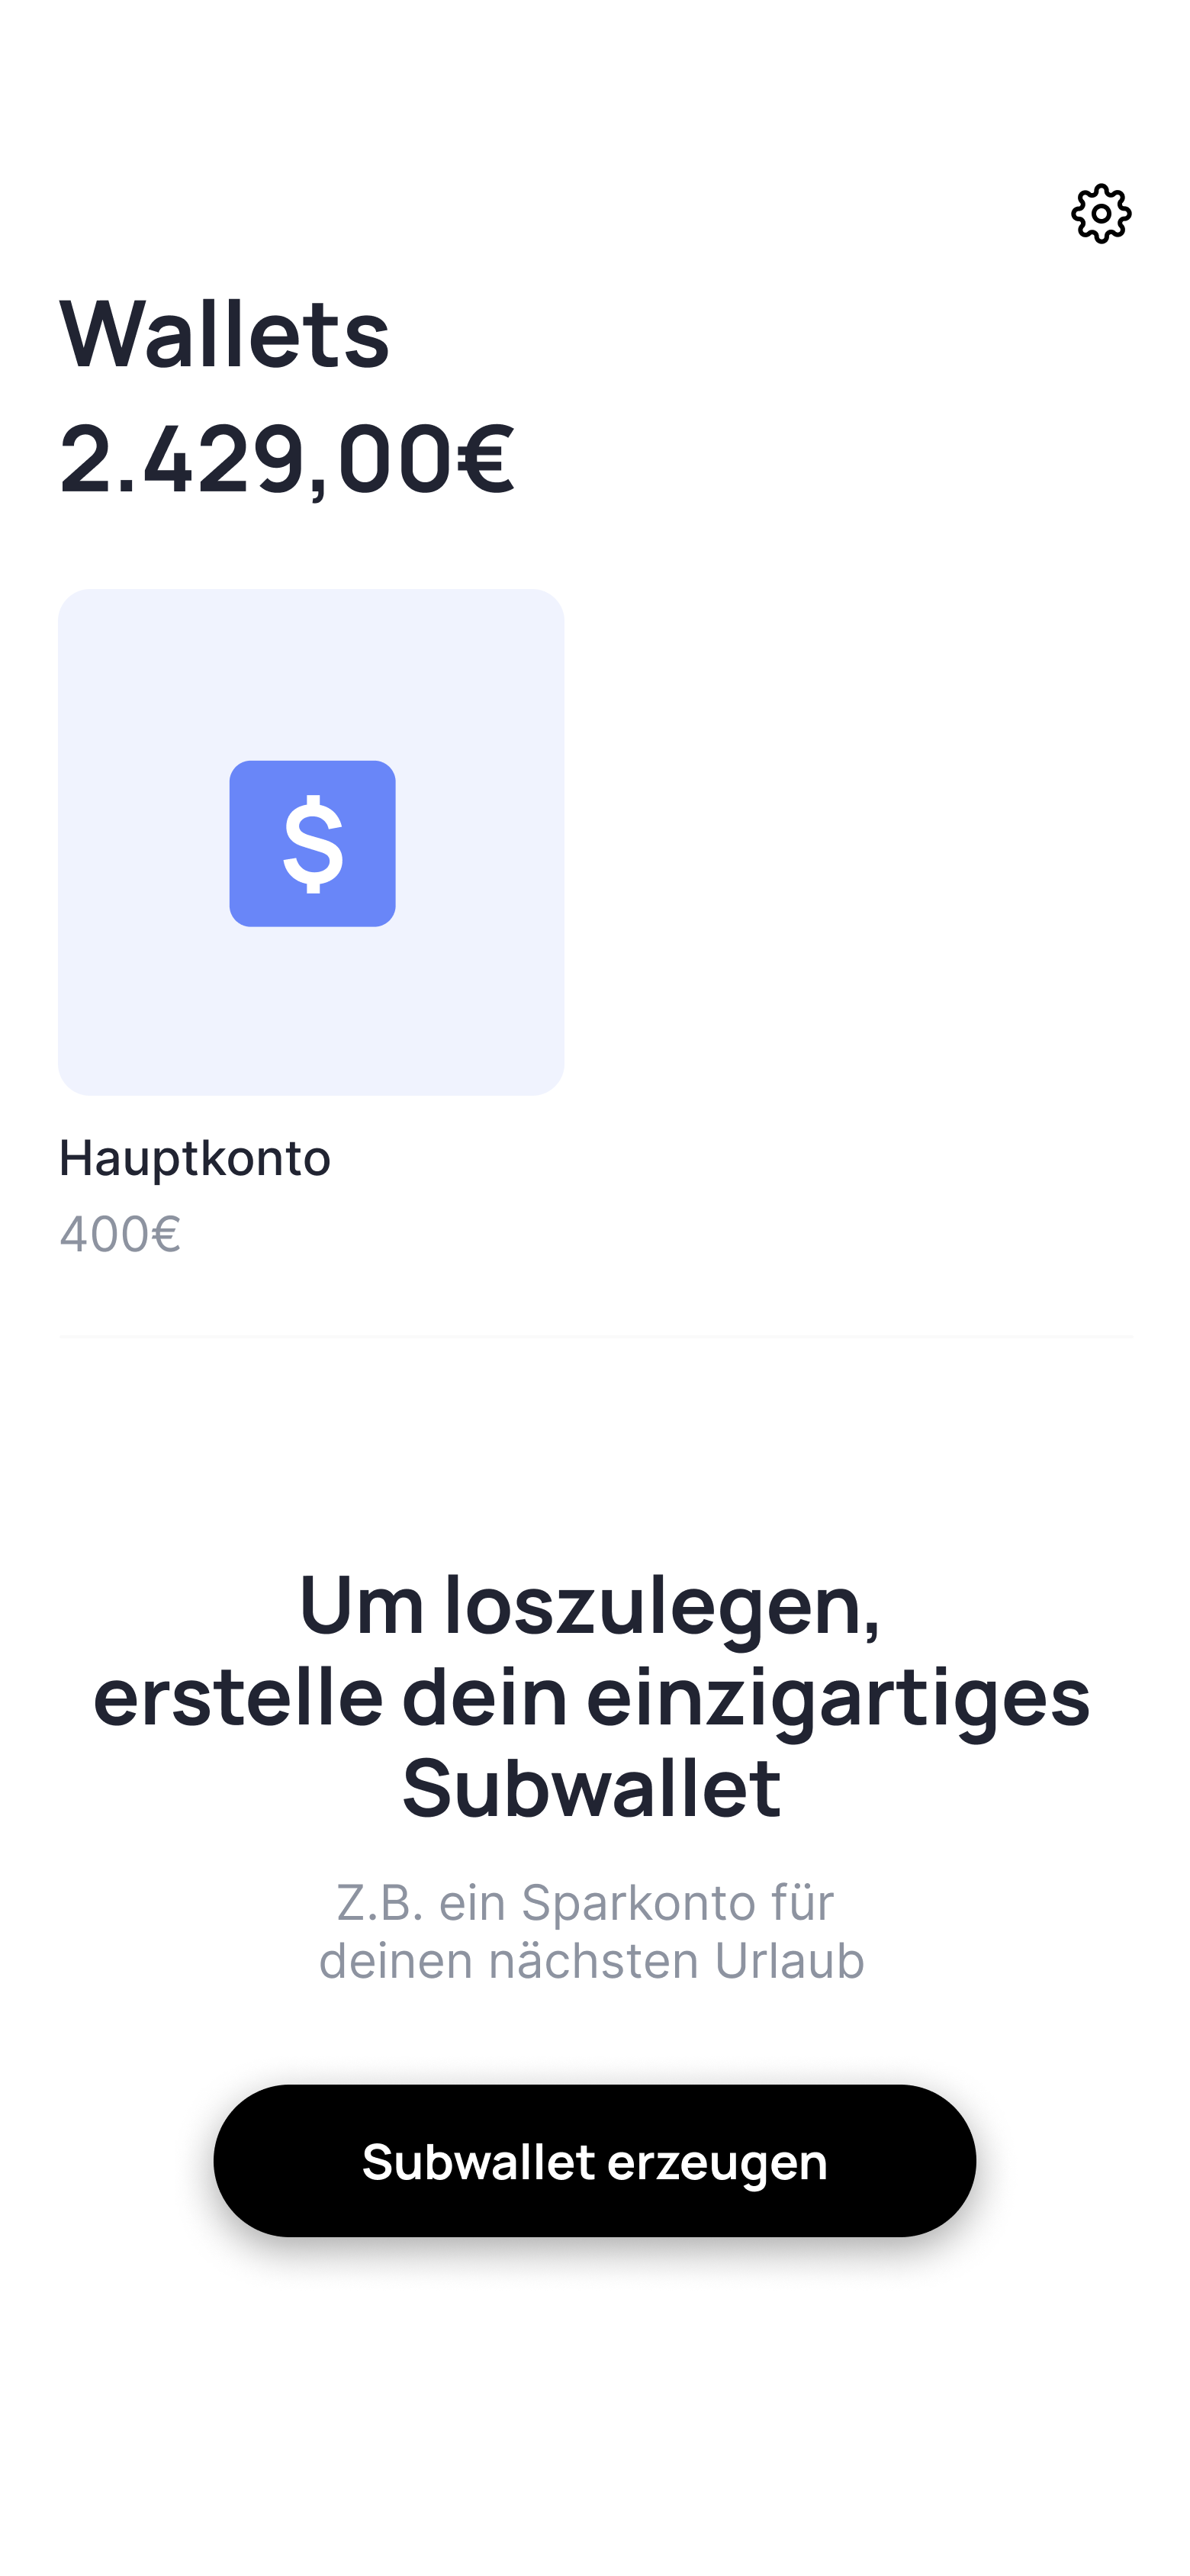 Wallets
2.429,00€
$
Hauptkonto
400€
Um loszulegen,
erstelle dein einzigartiges
Subwallet
Z.B. ein Sparkonto für
deinen nächsten Urlaub
Subwallet erzeugen